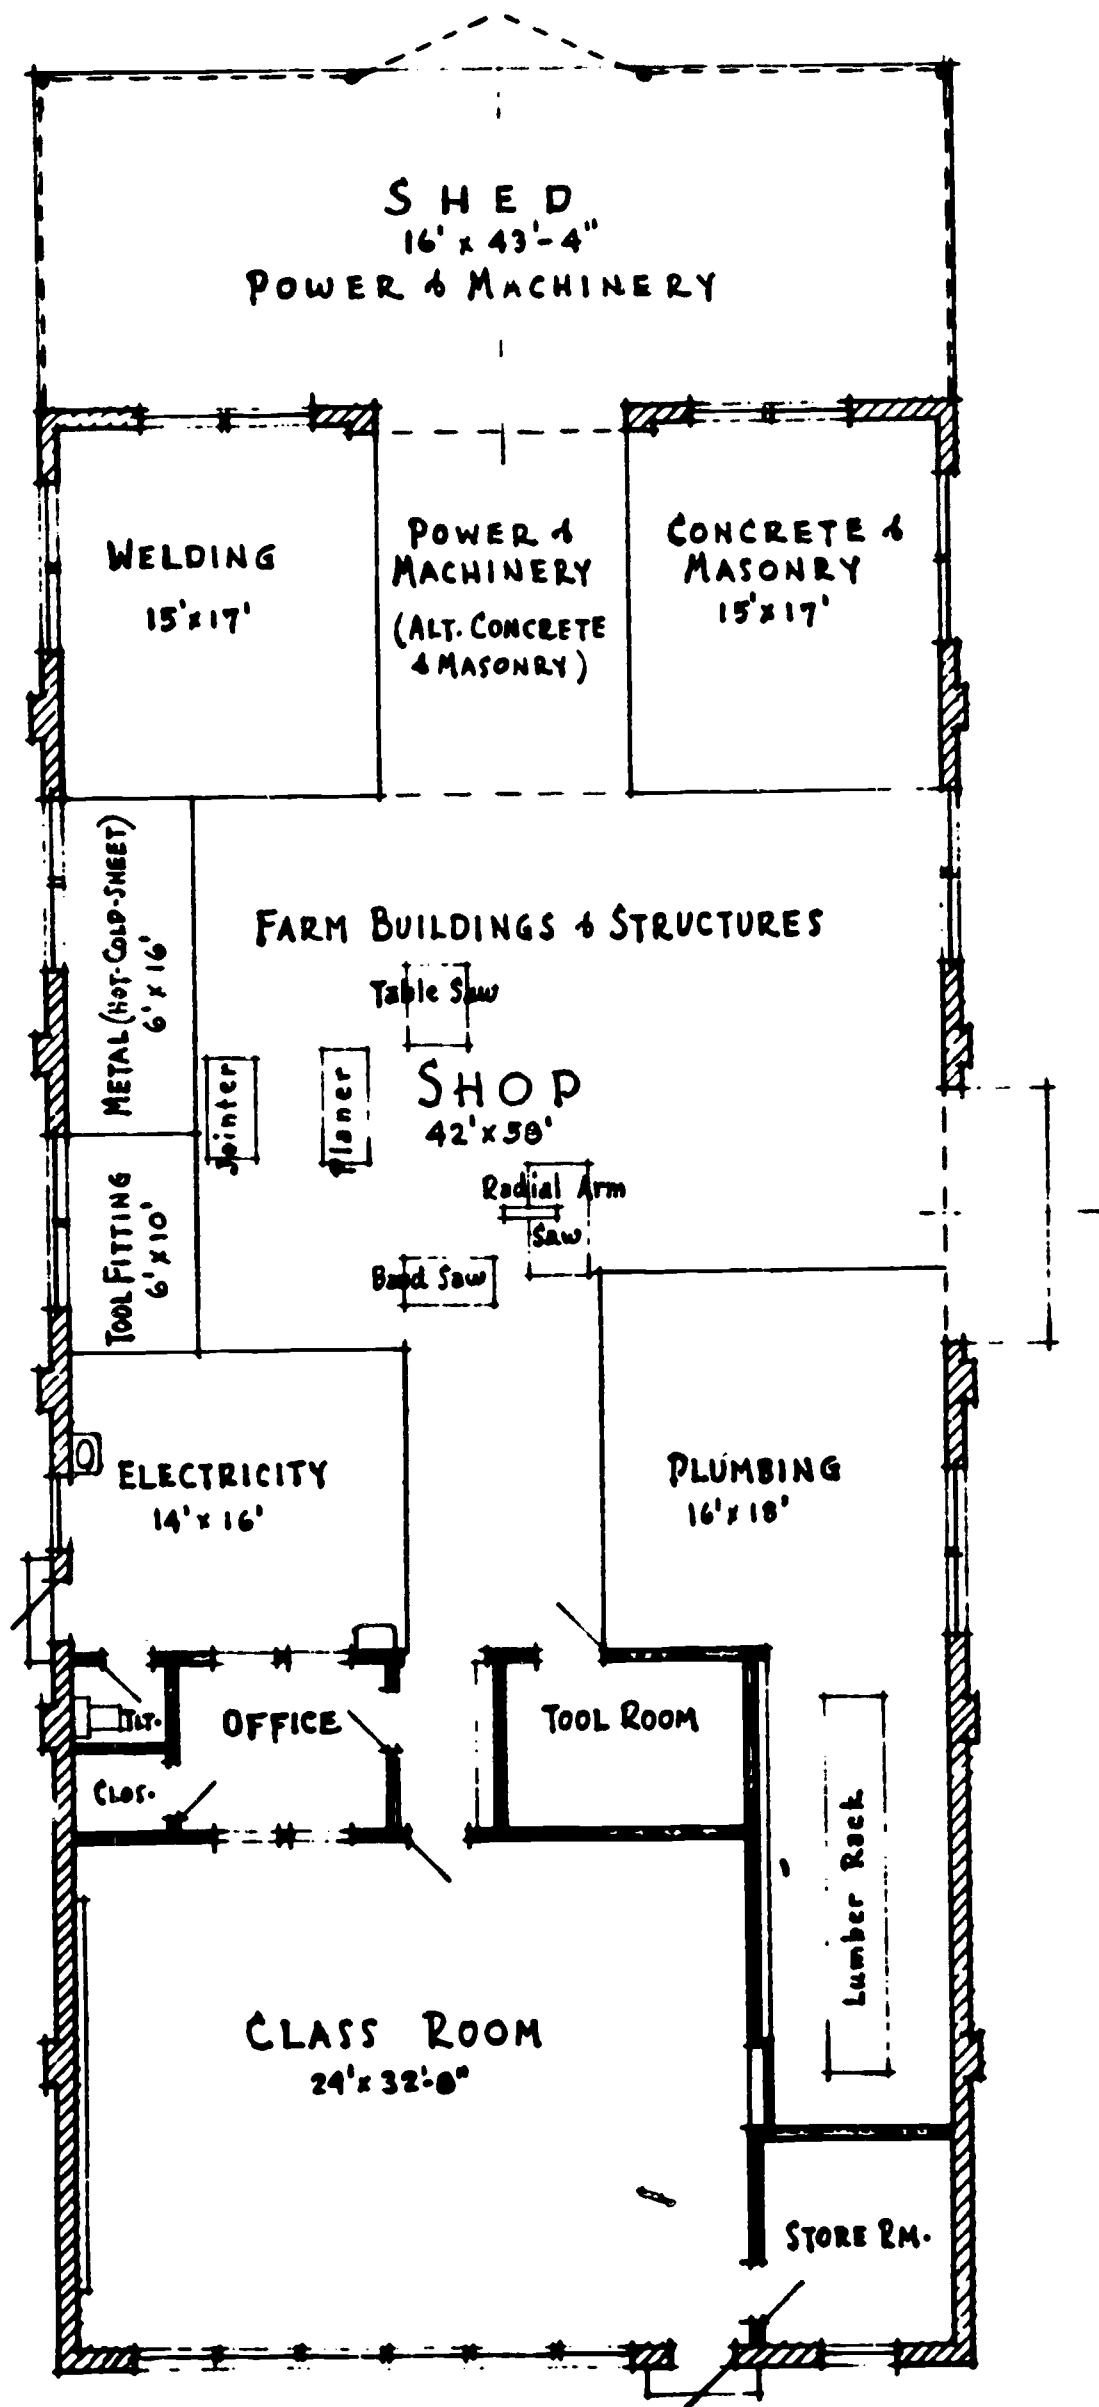 SHED
16' x 43'-4"
POWER & MACHINERY
WELDING
15' x 17'
POWER &
MACHINERY
(ALT. CONCRETE
& MASONRY)
CONCRETE &
MASONRY
15' x 17'
METAL (HOT-COLD-SHEET)
6' x 16'
FARM BUILDINGS & STRUCTURES
Table Saw
Jointer
Planer
SHOP
42' x 58'
Radial Arm
Saw
Band Saw
TOOL FITTING
6' x 10'
ELECTRICITY
14' x 16'
PLUMBING
16' x 18'
TLT.
OFFICE
TOOL ROOM
CLOS.
Lumber Rack
CLASS ROOM
24' x 32'-8"
STORE RM.